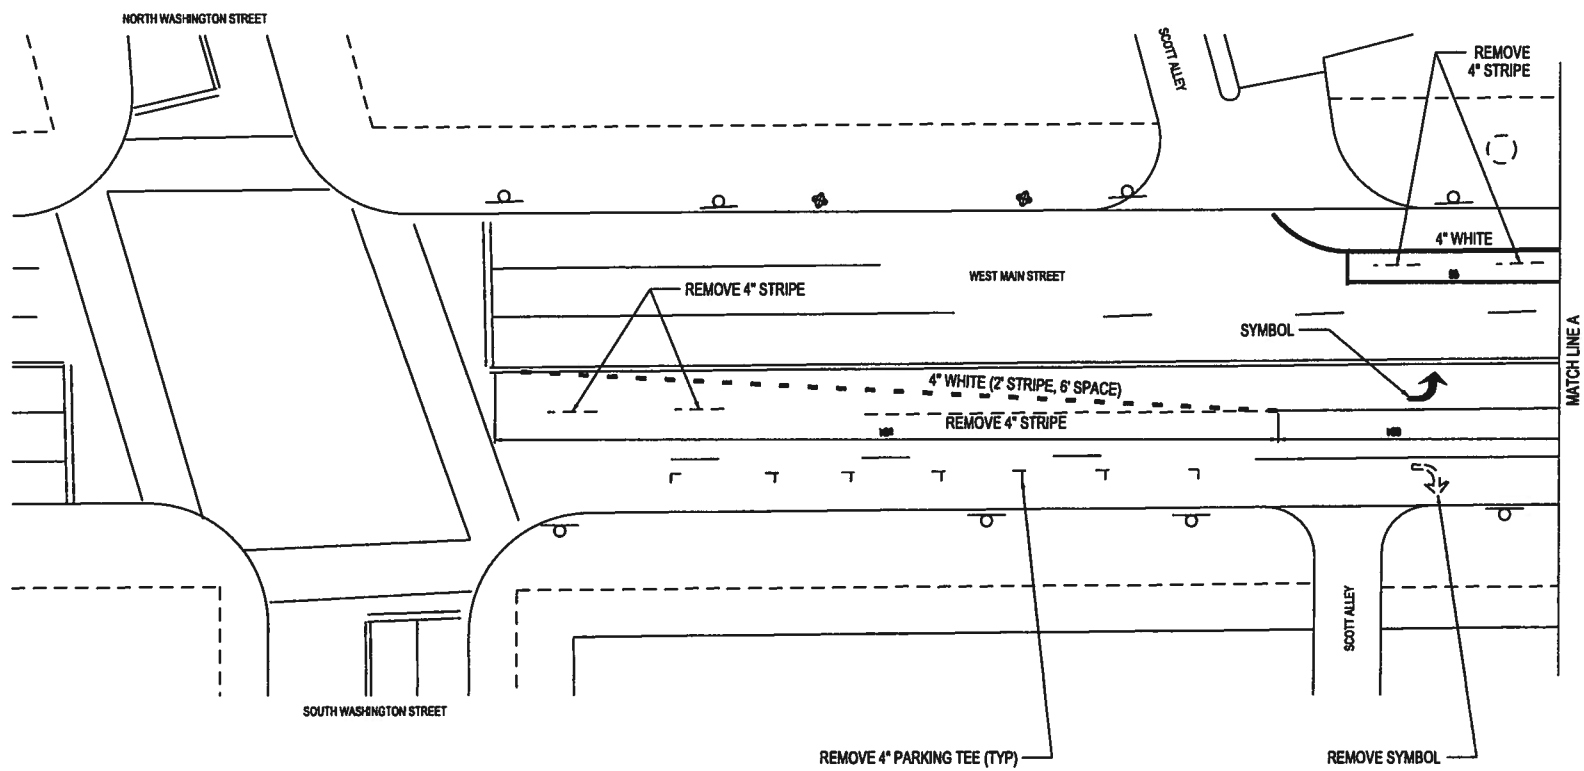 NORTH WASHINGTON STREET
SCOTT ALLEY
REMOVE
4" STRIPE
4" WHITE
WEST MAIN STREET
REMOVE 4" STRIPE
SYMBOL
MATCH LINE A
4" WHITE (2' STRIPE, 6' SPACE)
REMOVE 4" STRIPE
SCOTT ALLEY
SOUTH WASHINGTON STREET
REMOVE 4" PARKING TEE (TYP)
REMOVE SYMBOL